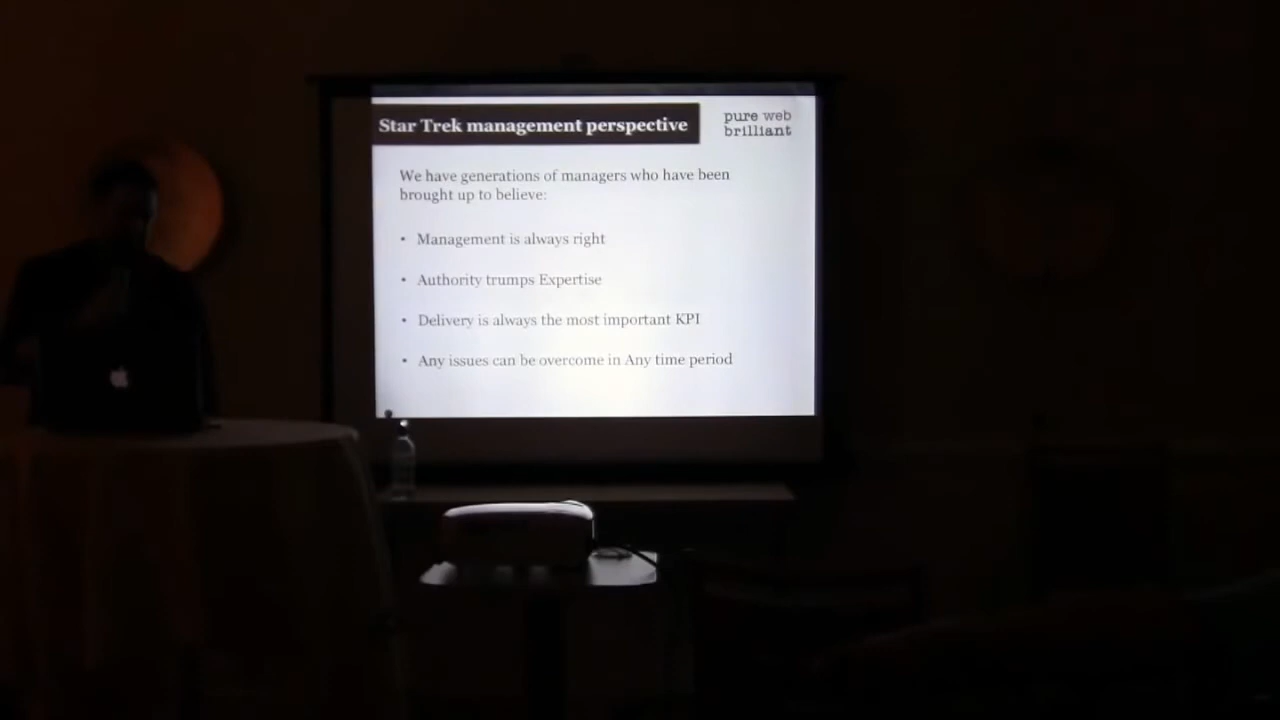 Star Trek management perspective
pure web
brilliant
We have generations of managers who have been
brought up to believe:
• Management is always right
• Authority trumps Expertise
• Delivery is always the most important KPI
• Any issues can be overcome in Any time period